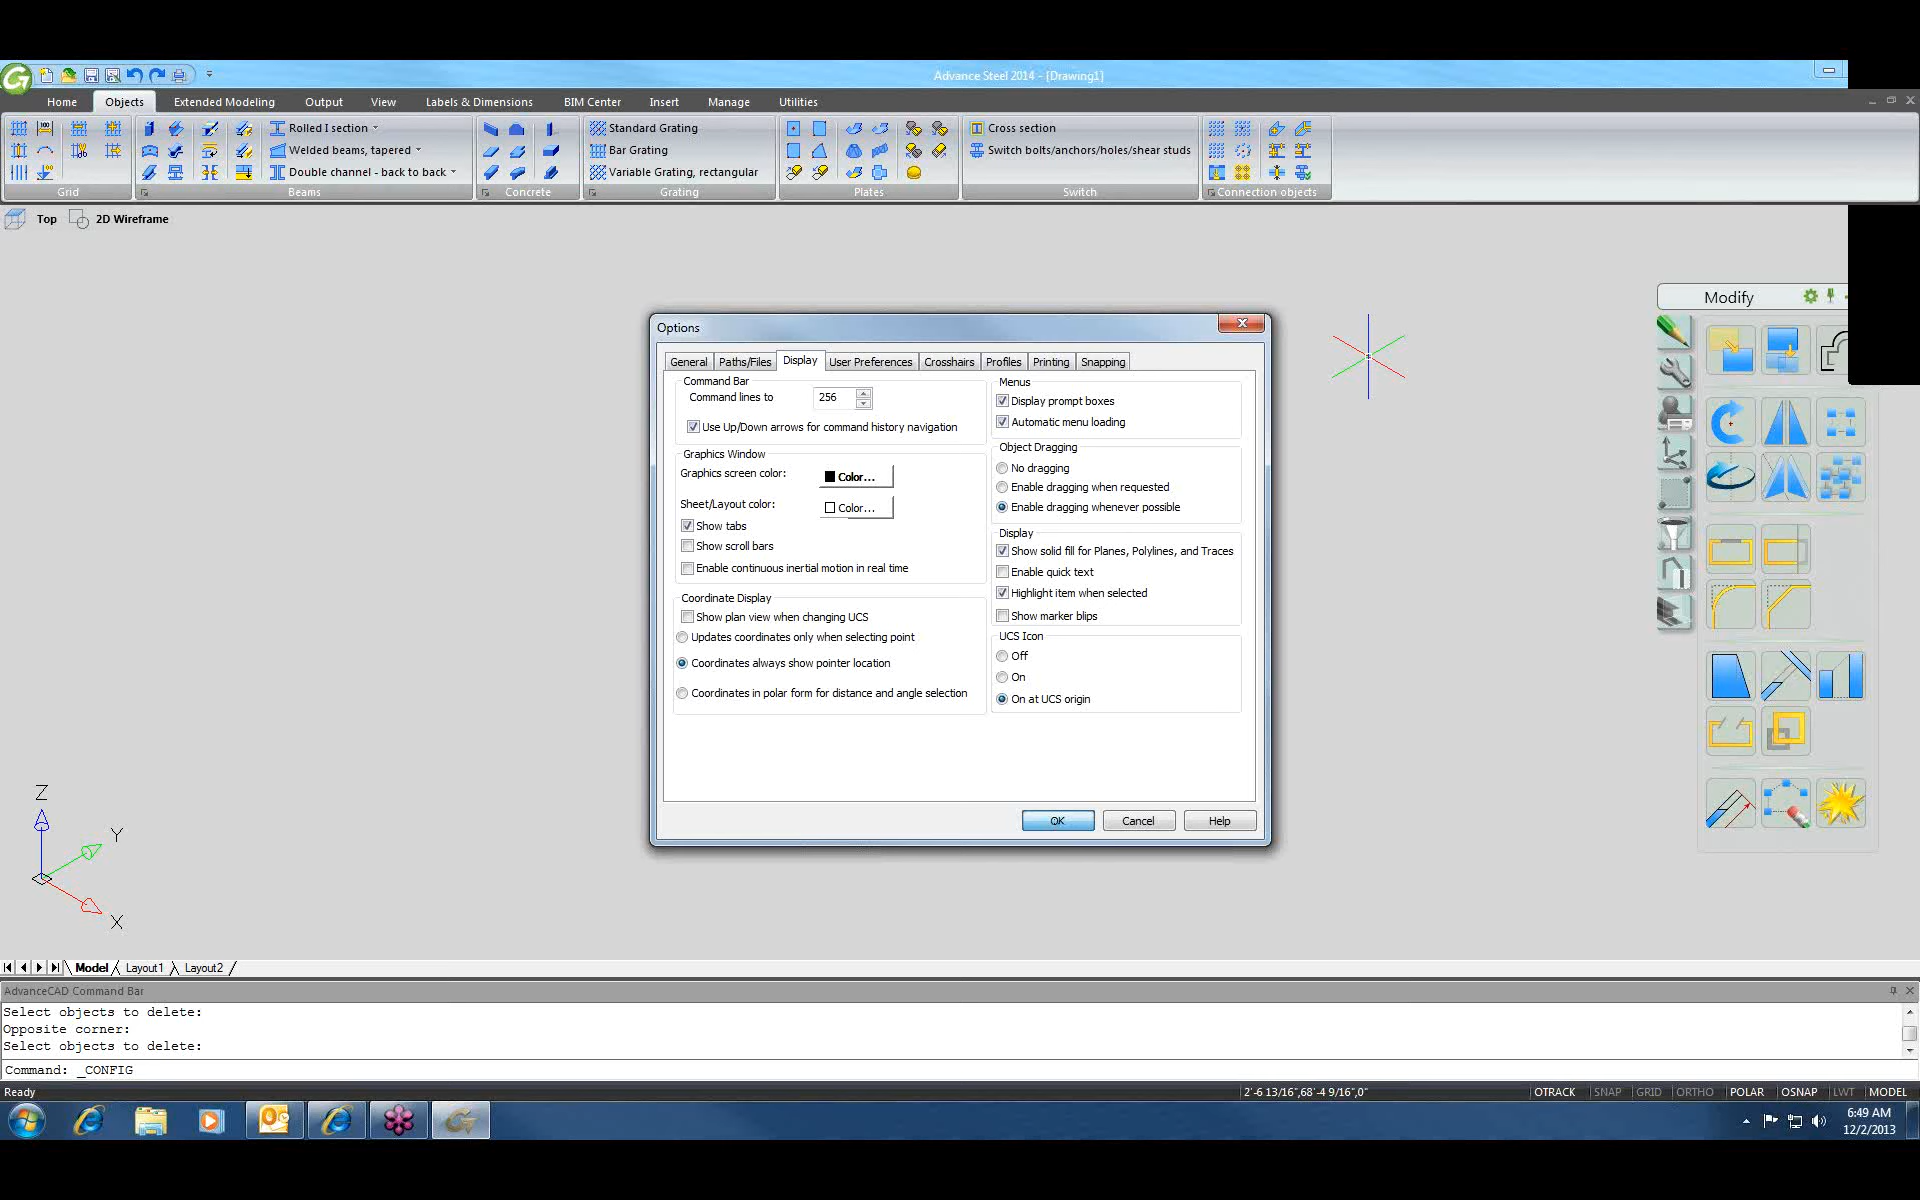 Advance Steel 2014 - [Drawing1]
Home Objects Extended Modeling Output View Labels & Dimensions BIM Center Insert Manage Utilities
Rolled I section
Welded beams, tapered
Double channel - back to back
Standard Grating
Bar Grating
Variable Grating, rectangular
Cross section
Switch bolts/anchors/holes/shear studs
Grid Beams Concrete Grating Plates Switch Connection objects
Top 2D Wireframe
Modify
Options
General Paths/Files Display User Preferences Crosshairs Profiles Printing Snapping
Command Bar
Command lines to 256
Use Up/Down arrows for command history navigation
Graphics Window
Graphics screen color: Color...
Sheet/Layout color: Color...
Show tabs
Show scroll bars
Enable continuous inertial motion in real time
Coordinate Display
Show plan view when changing UCS
Updates coordinates only when selecting point
Coordinates always show pointer location
Coordinates in polar form for distance and angle selection
Menus
Display prompt boxes
Automatic menu loading
Object Dragging
No dragging
Enable dragging when requested
Enable dragging whenever possible
Display
Show solid fill for Planes, Polylines, and Traces
Enable quick text
Highlight item when selected
Show marker blips
UCS Icon
Off
On
On at UCS origin
OK Cancel Help
Z
Y
X
Model Layout1 Layout2
AdvanceCAD Command Bar
Select objects to delete:
Opposite corner:
Select objects to delete:
Command: _CONFIG
Ready 2'-6 13/16",68'-4 9/16",0" OTRACK SNAP GRID ORTHO POLAR OSNAP LWT MODEL
6:49 AM
12/2/2013